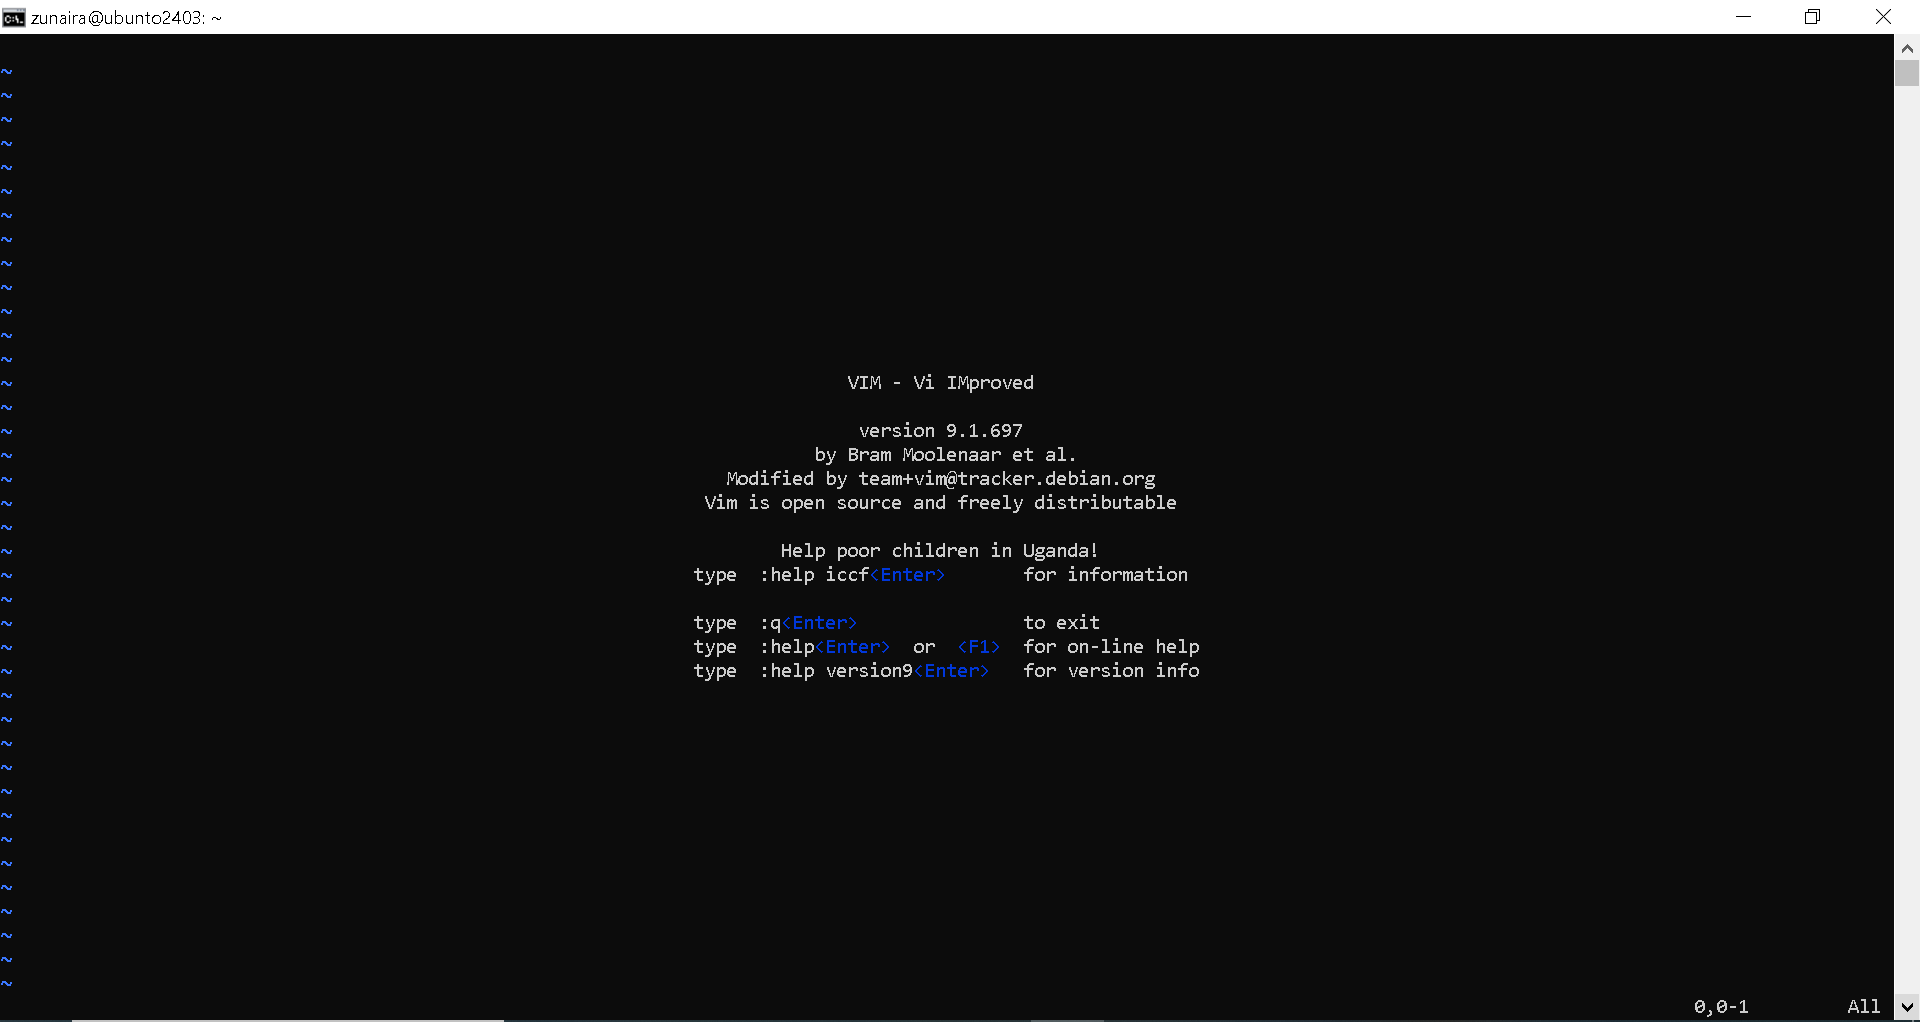 zunaira@ubunto2403: ~
~
~
~
~
~
~
~
~
~
~
~
~
~
~ VIM - Vi IMproved
~
~ version 9.1.697
~ by Bram Moolenaar et al.
~ Modified by team+vim@tracker.debian.org
~ Vim is open source and freely distributable
~
~ Help poor children in Uganda!
~ type :help iccf<Enter> for information
~
~ type :q<Enter> to exit
~ type :help<Enter> or <F1> for on-line help
~ type :help version9<Enter> for version info
~
~
~
~
~
~
~
~
~
~
~
~
~
0,0-1 All